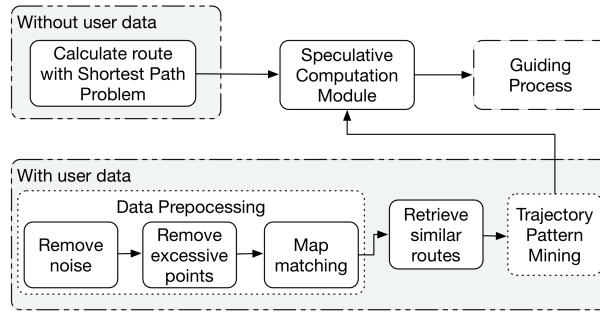 Without user data
Calculate route
with Shortest Path
Problem
Speculative
Computation
Module
Guiding
Process
With user data
Data Prepocessing
Remove
noise
Remove
excessive
points
Map
matching
Retrieve
similar
routes
Trajectory
Pattern
Mining